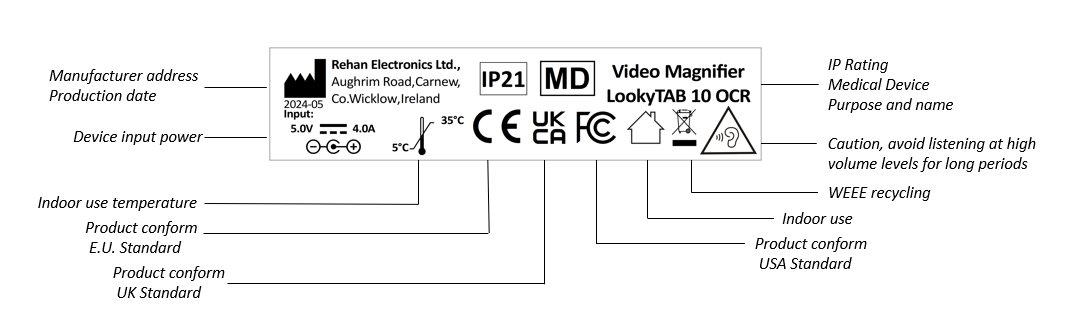 Manufacturer address
Production date
Device input power
Indoor use temperature
Product conform
E.U. Standard
Product conform
UK Standard
Rehan Electronics Ltd.,
Aughrim Road,Carnew,
Co.Wicklow,Ireland
2024-05
Input:
5.0V 4.0A
35°C
5°C
IP21
MD
Video Magnifier
LookyTAB 10 OCR
CE
UK
CA
FC
IP Rating
Medical Device
Purpose and name
Caution, avoid listening at high
volume levels for long periods
WEEE recycling
Indoor use
Product conform
USA Standard